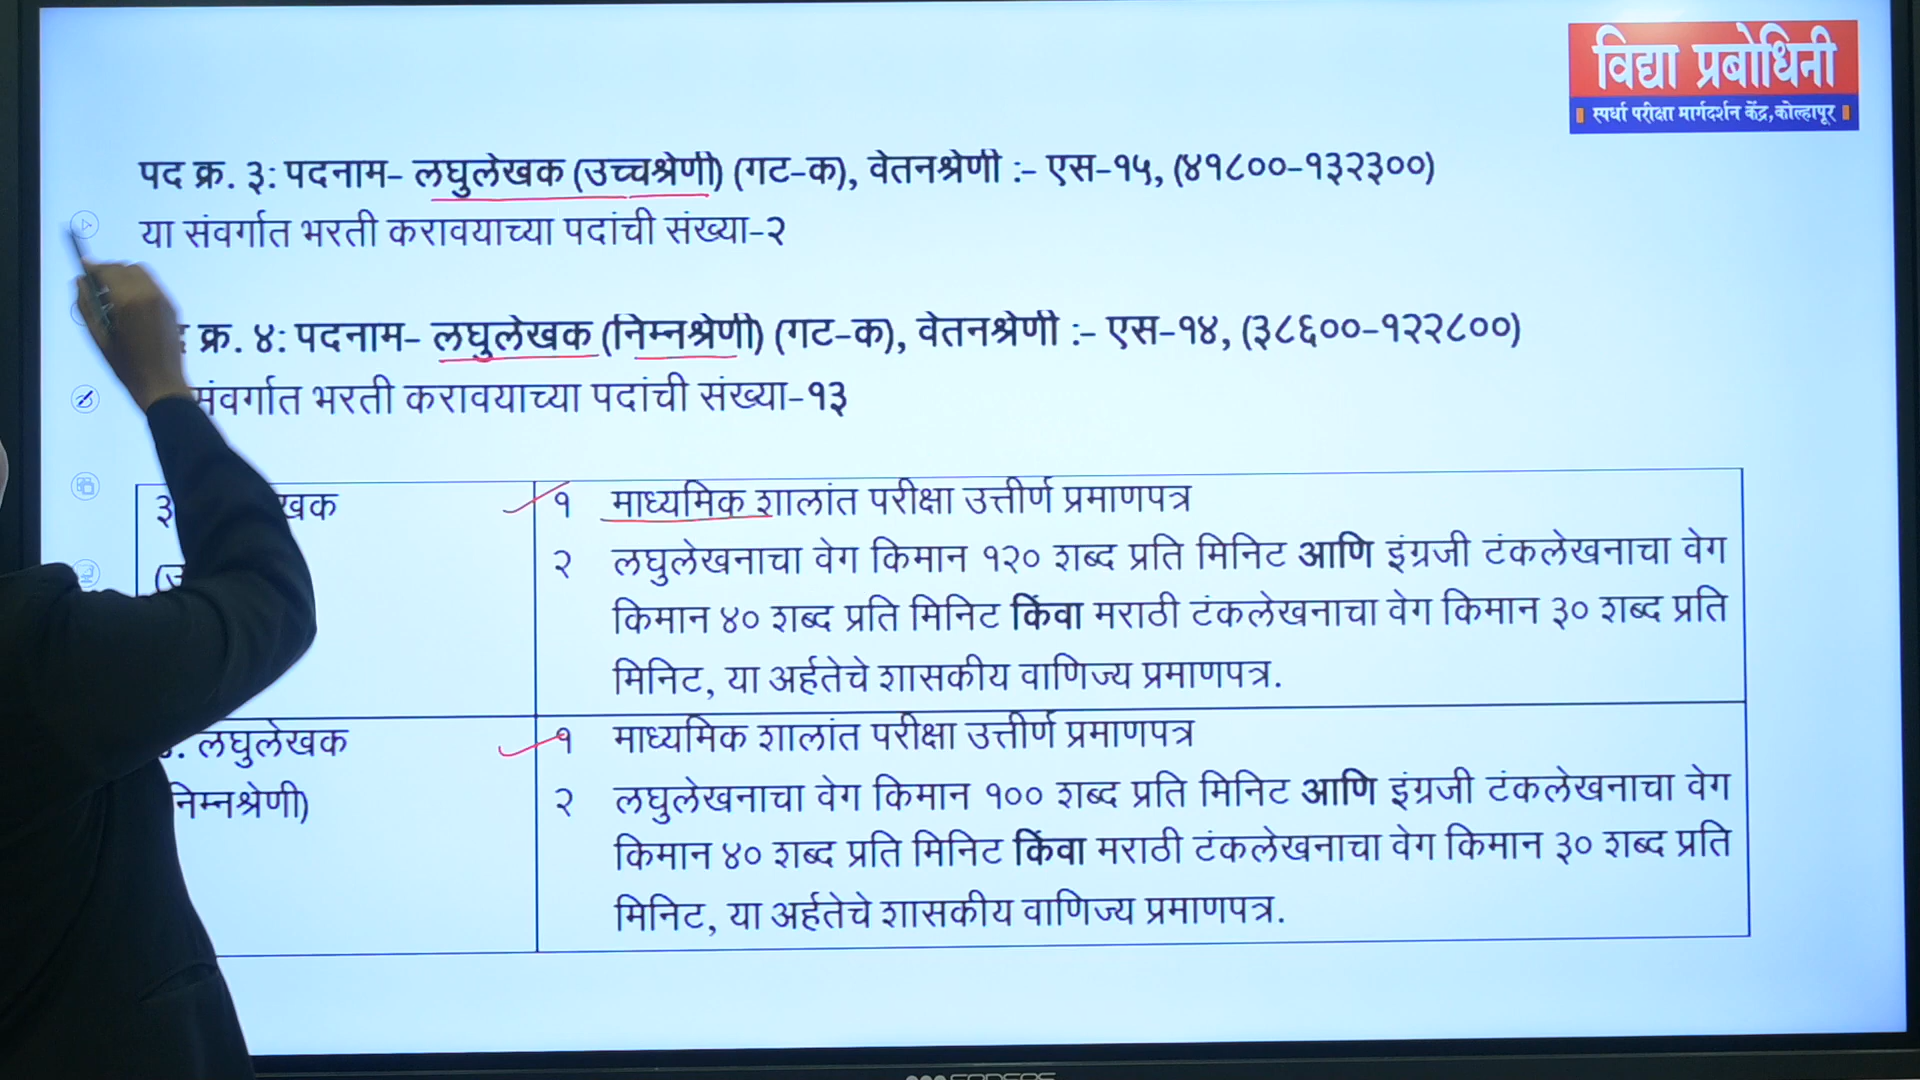 विद्या प्रबोधिनी
स्पर्धा परीक्षा मार्गदर्शन केंद्र,कोल्हापूर
पद क्र. ३: पदनाम- लघुलेखक (उच्चश्रेणी) (गट-क), वेतनश्रेणी :- एस-१५, (४१८००-१३२३००)
या संवर्गात भरती करावयाच्या पदांची संख्या-२
क्र. ४: पदनाम- लघुलेखक (निम्नश्रेणी) (गट-क), वेतनश्रेणी :- एस-१४, (३८६००-१२२८००)
संवर्गात भरती करावयाच्या पदांची संख्या-१३
३
१ माध्यमिक शालांत परीक्षा उत्तीर्ण प्रमाणपत्र
२ लघुलेखनाचा वेग किमान १२० शब्द प्रति मिनिट आणि इंग्रजी टंकलेखनाचा वेग
किमान ४० शब्द प्रति मिनिट किंवा मराठी टंकलेखनाचा वेग किमान ३० शब्द प्रति
मिनिट, या अर्हतेचे शासकीय वाणिज्य प्रमाणपत्र.
लघुलेखक
निम्नश्रेणी)
१ माध्यमिक शालांत परीक्षा उत्तीर्ण प्रमाणपत्र
२ लघुलेखनाचा वेग किमान १०० शब्द प्रति मिनिट आणि इंग्रजी टंकलेखनाचा वेग
किमान ४० शब्द प्रति मिनिट किंवा मराठी टंकलेखनाचा वेग किमान ३० शब्द प्रति
मिनिट, या अर्हतेचे शासकीय वाणिज्य प्रमाणपत्र.